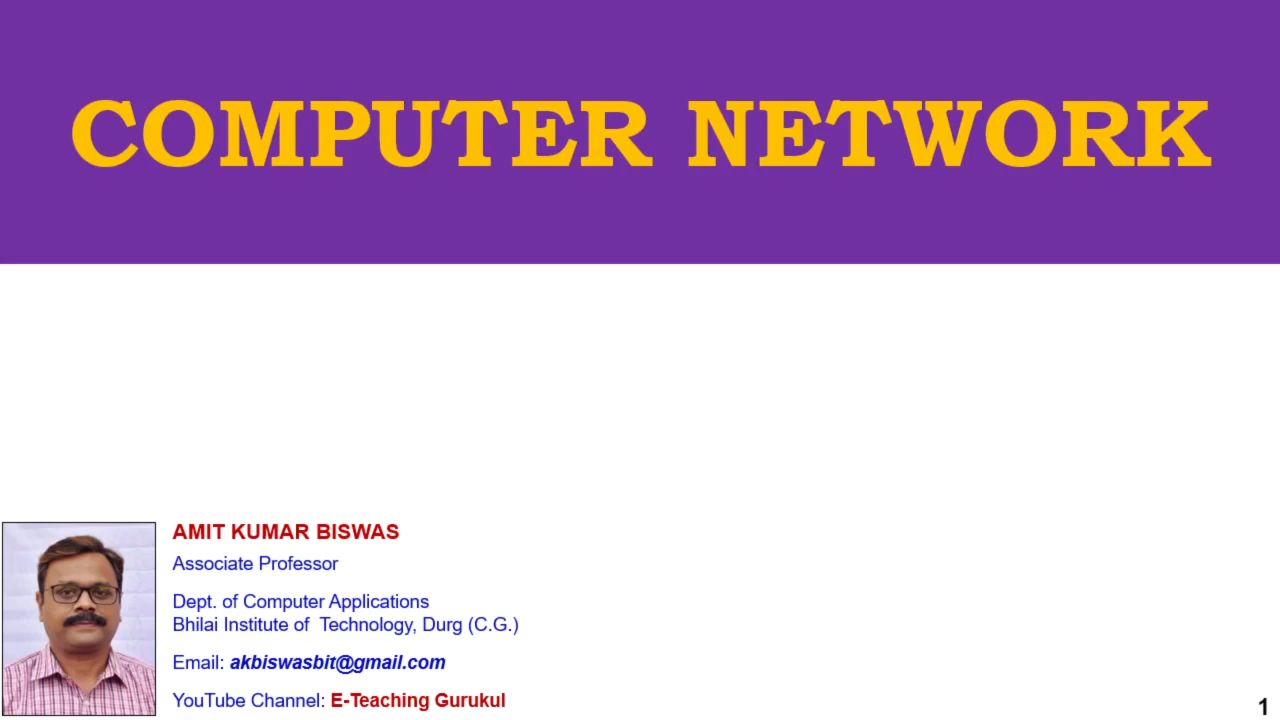 COMPUTER NETWORK
AMIT KUMAR BISWAS
Associate Professor
Dept. of Computer Applications
Bhilai Institute of  Technology, Durg (C.G.)
Email: akbiswasbit@gmail.com
YouTube Channel: E-Teaching Gurukul
1